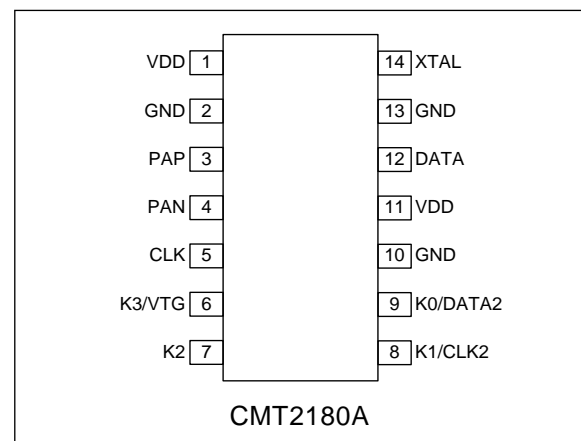 VDD 1 14 XTAL
GND 2 13 GND
PAP 3 12 DATA
PAN 4 11 VDD
CLK 5 10 GND
K3/VTG 6 9 K0/DATA2
K2 7 8 K1/CLK2
CMT2180A